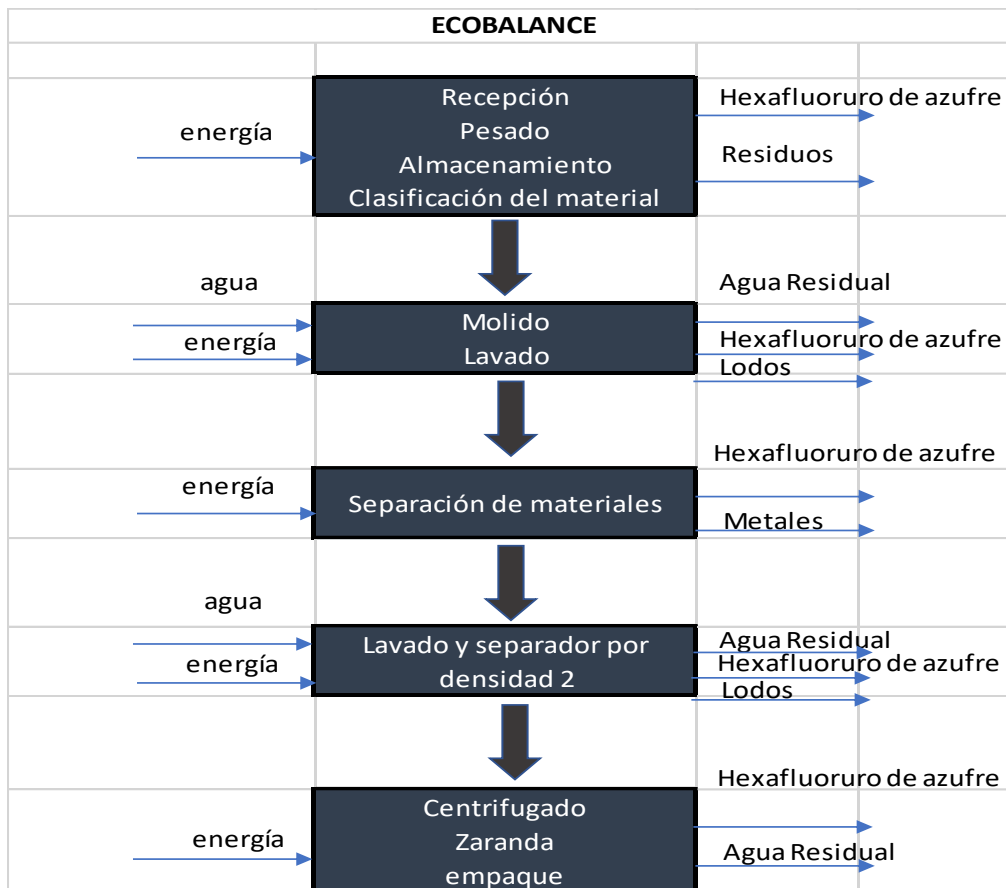 ECOBALANCE
energía
Recepción
Pesado
Almacenamiento
Clasificación del material
Hexafluoruro de azufre
Residuos
agua
energía
Molido
Lavado
Agua Residual
Hexafluoruro de azufre
Lodos
energía
Separación de materiales
Hexafluoruro de azufre
Metales
agua
energía
Lavado y separador por
densidad 2
Agua Residual
Hexafluoruro de azufre
Lodos
energía
Centrifugado
Zaranda
empaque
Hexafluoruro de azufre
Agua Residual